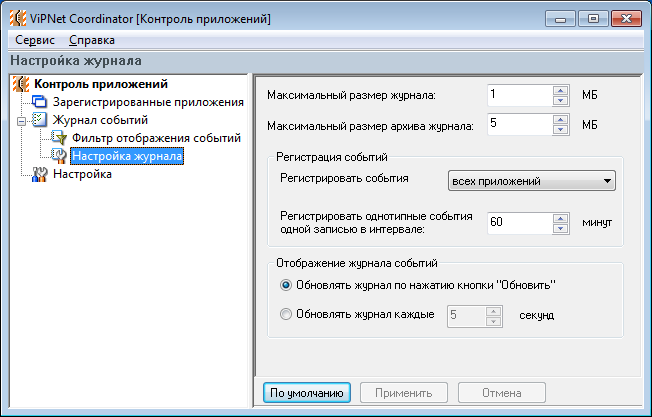 ViPNet Coordinator [Контроль приложений]
Сервис Справка
Настройка журнала
Контроль приложений
Зарегистрированные приложения
Журнал событий
Фильтр отображения событий
Настройка журнала
Настройка
Максимальный размер журнала: 1 МБ
Максимальный размер архива журнала: 5 МБ
Регистрация событий
Регистрировать события всех приложений
Регистрировать однотипные события
одной записью в интервале: 60 минут
Отображение журнала событий
Обновлять журнал по нажатию кнопки "Обновить"
Обновлять журнал каждые 5 секунд
По умолчанию Применить Отмена